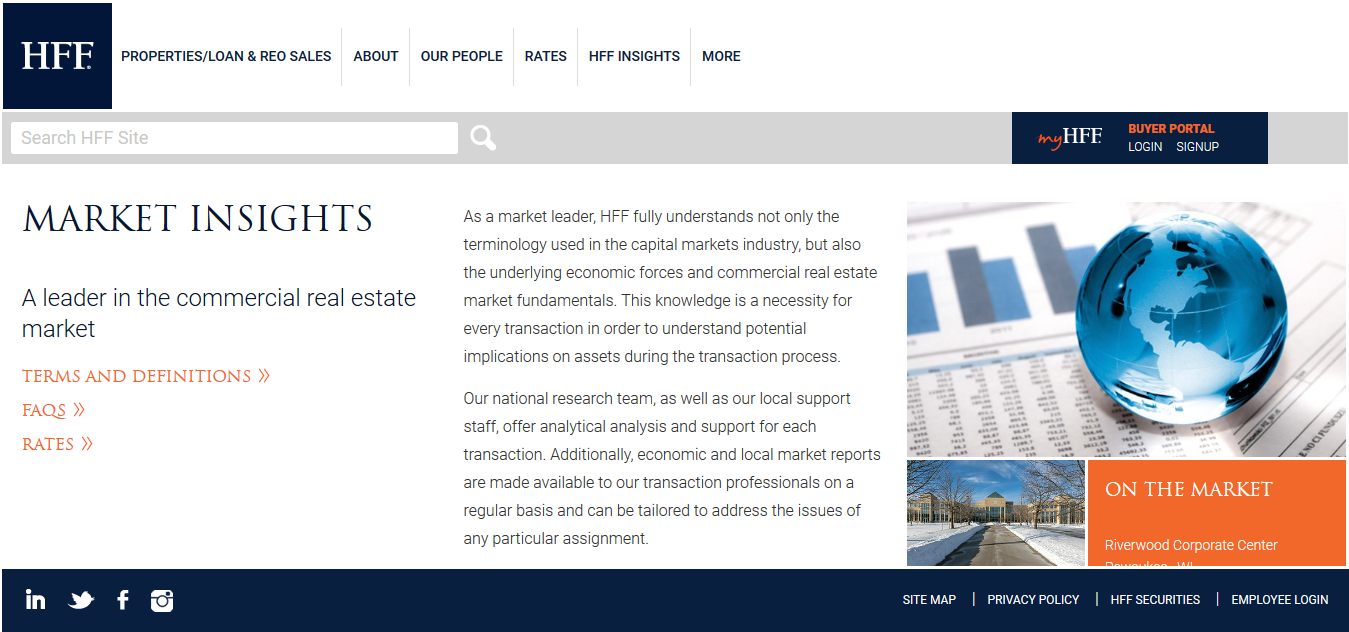 HFF
PROPERTIES/LOAN & REO SALES
ABOUT
OUR PEOPLE
RATES
HFF INSIGHTS
MORE
Search HFF Site
myHFF
BUYER PORTAL
LOGIN SIGNUP
MARKET INSIGHTS
A leader in the commercial real estate
market
TERMS AND DEFINITIONS »
FAQS »
RATES »
As a market leader, HFF fully understands not only the
terminology used in the capital markets industry, but also
the underlying economic forces and commercial real estate
market fundamentals. This knowledge is a necessity for
every transaction in order to understand potential
implications on assets during the transaction process.
Our national research team, as well as our local support
staff, offer analytical analysis and support for each
transaction. Additionally, economic and local market reports
are made available to our transaction professionals on a
regular basis and can be tailored to address the issues of
any particular assignment.
ON THE MARKET
Riverwood Corporate Center
Pewaukee, WI
SITE MAP | PRIVACY POLICY | HFF SECURITIES | EMPLOYEE LOGIN